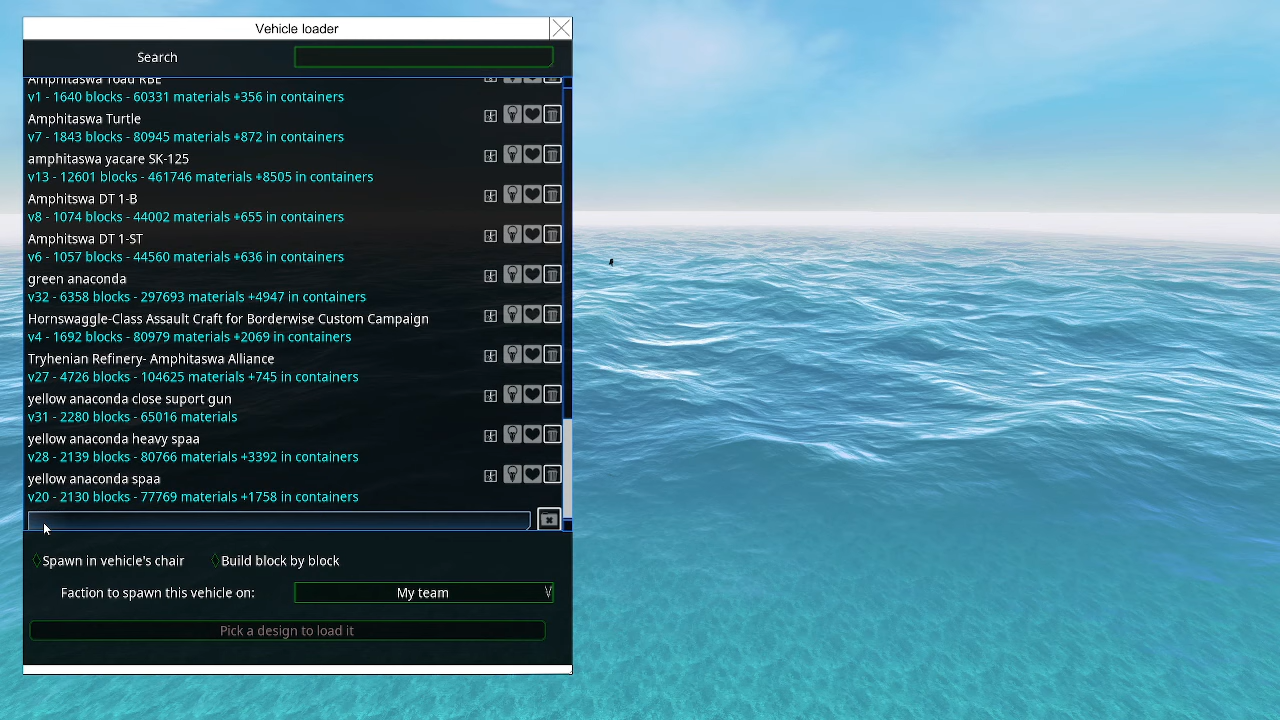 Vehicle loader
Search
Amphitaswa Toad RBE
v1 - 1640 blocks - 60331 materials +356 in containers
Amphitaswa Turtle
v7 - 1843 blocks - 80945 materials +872 in containers
amphitaswa yacare SK-125
v13 - 12601 blocks - 461746 materials +8505 in containers
Amphitswa DT 1-B
v8 - 1074 blocks - 44002 materials +655 in containers
Amphitswa DT 1-ST
v6 - 1057 blocks - 44560 materials +636 in containers
green anaconda
v32 - 6358 blocks - 297693 materials +4947 in containers
Hornswaggle-Class Assault Craft for Borderwise Custom Campaign
v4 - 1692 blocks - 80979 materials +2069 in containers
Tryhenian Refinery- Amphitaswa Alliance
v27 - 4726 blocks - 104625 materials +745 in containers
yellow anaconda close suport gun
v31 - 2280 blocks - 65016 materials
yellow anaconda heavy spaa
v28 - 2139 blocks - 80766 materials +3392 in containers
yellow anaconda spaa
v20 - 2130 blocks - 77769 materials +1758 in containers
Spawn in vehicle's chair Build block by block
Faction to spawn this vehicle on: My team V
Pick a design to load it